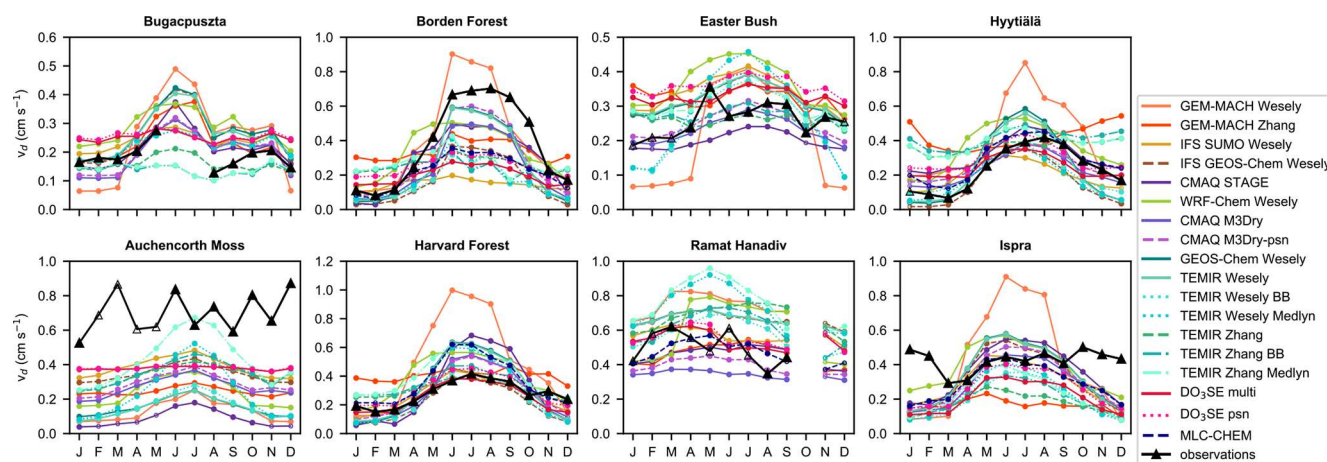 Bugacpuszta
Borden Forest
Easter Bush
Hyytiälä
v_d (cm s⁻¹)
0.6
0.5
0.4
0.3
0.2
0.1
0.0
1.0
0.8
0.6
0.4
0.2
0.0
0.5
0.4
0.3
0.2
0.1
0.0
1.0
0.8
0.6
0.4
0.2
0.0
Auchencorth Moss
Harvard Forest
Ramat Hanadiv
Ispra
v_d (cm s⁻¹)
1.0
0.8
0.6
0.4
0.2
0.0
J F M A M J J A S O N D
1.2
1.0
0.8
0.6
0.4
0.2
0.0
J F M A M J J A S O N D
1.0
0.8
0.6
0.4
0.2
0.0
J F M A M J J A S O N D
1.0
0.8
0.6
0.4
0.2
0.0
J F M A M J J A S O N D
GEM-MACH Wesely
GEM-MACH Zhang
IFS SUMO Wesely
IFS GEOS-Chem Wesely
CMAQ STAGE
WRF-Chem Wesely
CMAQ M3Dry
CMAQ M3Dry-psn
GEOS-Chem Wesely
TEMIR Wesely
TEMIR Wesely BB
TEMIR Wesely Medlyn
TEMIR Zhang
TEMIR Zhang BB
TEMIR Zhang Medlyn
DO₃SE multi
DO₃SE psn
MLC-CHEM
observations